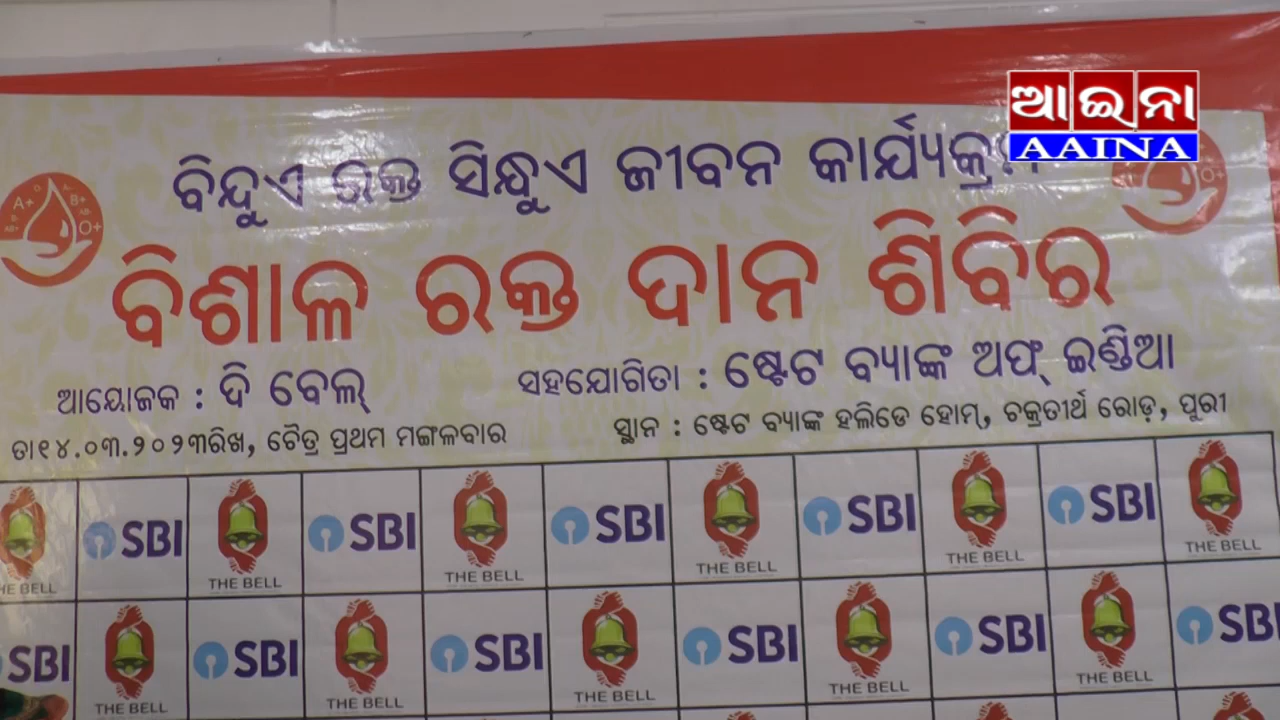 ଆଇନା
AAINA
ବିନ୍ଦୁଏ ରକ୍ତ ସିନ୍ଧୁଏ ଜୀବନ କାର୍ଯ୍ୟକ୍ରମ
A+ B+ O+
O+
ବିଶାଳ ରକ୍ତ ଦାନ ଶିବିର
ଆୟୋଜକ : ଦି ବେଲ୍ ସହଯୋଗିତା : ଷ୍ଟେଟ ବ୍ୟାଙ୍କ ଅଫ୍ ଇଣ୍ଡିଆ
ତା୧୪.୦୩.୨୦୨୩ରିଖ, ଚୈତ୍ର ପ୍ରଥମ ମଙ୍ଗଳବାର ସ୍ଥାନ : ଷ୍ଟେଟ ବ୍ୟାଙ୍କ ହଲିଡେ ହୋମ୍, ଚକ୍ରତୀର୍ଥ ରୋଡ଼, ପୁରୀ
HE BELL SBI THE BELL SBI THE BELL SBI THE BELL SBI THE BELL SBI THE BELL
SBI THE BELL SBI THE BELL SBI THE BELL SBI THE BELL SBI THE BELL SBI